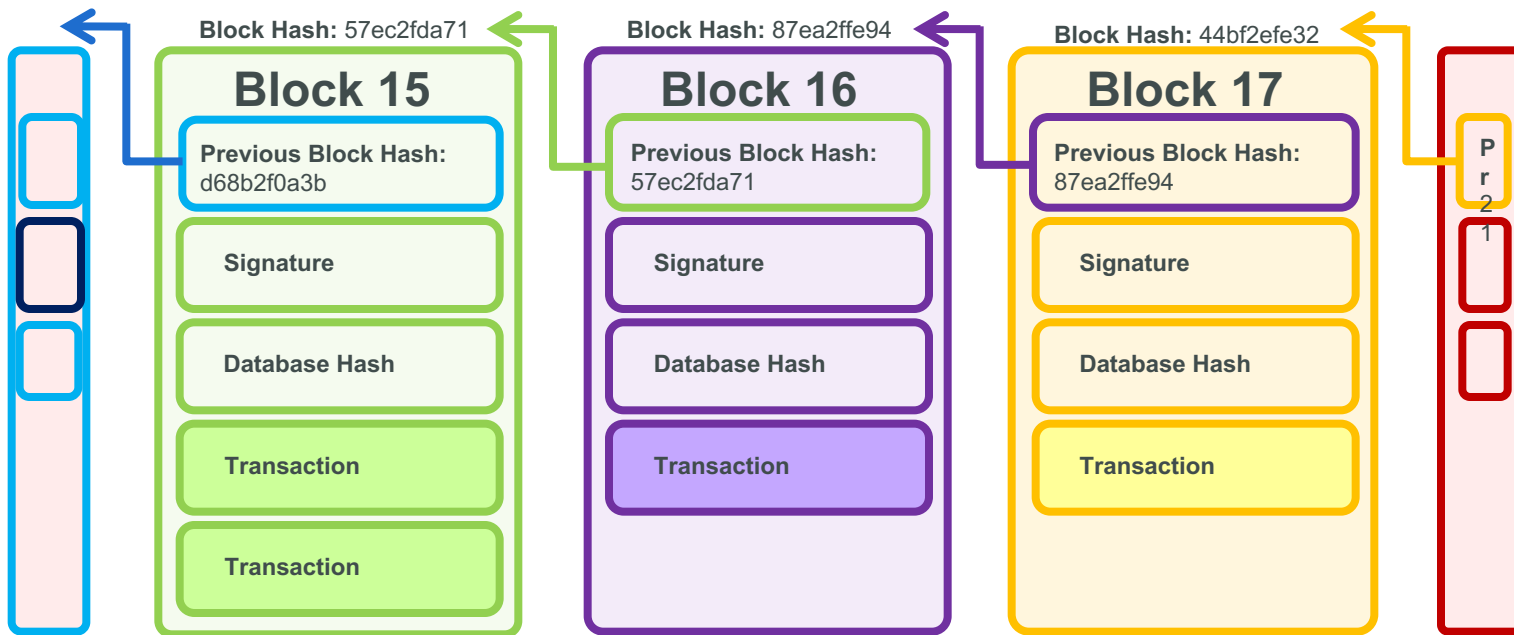 Block Hash: 57ec2fda71
Block 15
Previous Block Hash:
d68b2f0a3b
Signature
Database Hash
Transaction
Transaction
Block Hash: 87ea2ffe94
Block 16
Previous Block Hash:
57ec2fda71
Signature
Database Hash
Transaction
Block Hash: 44bf2efe32
Block 17
Previous Block Hash:
87ea2ffe94
Signature
Database Hash
Transaction
P
r
2
1